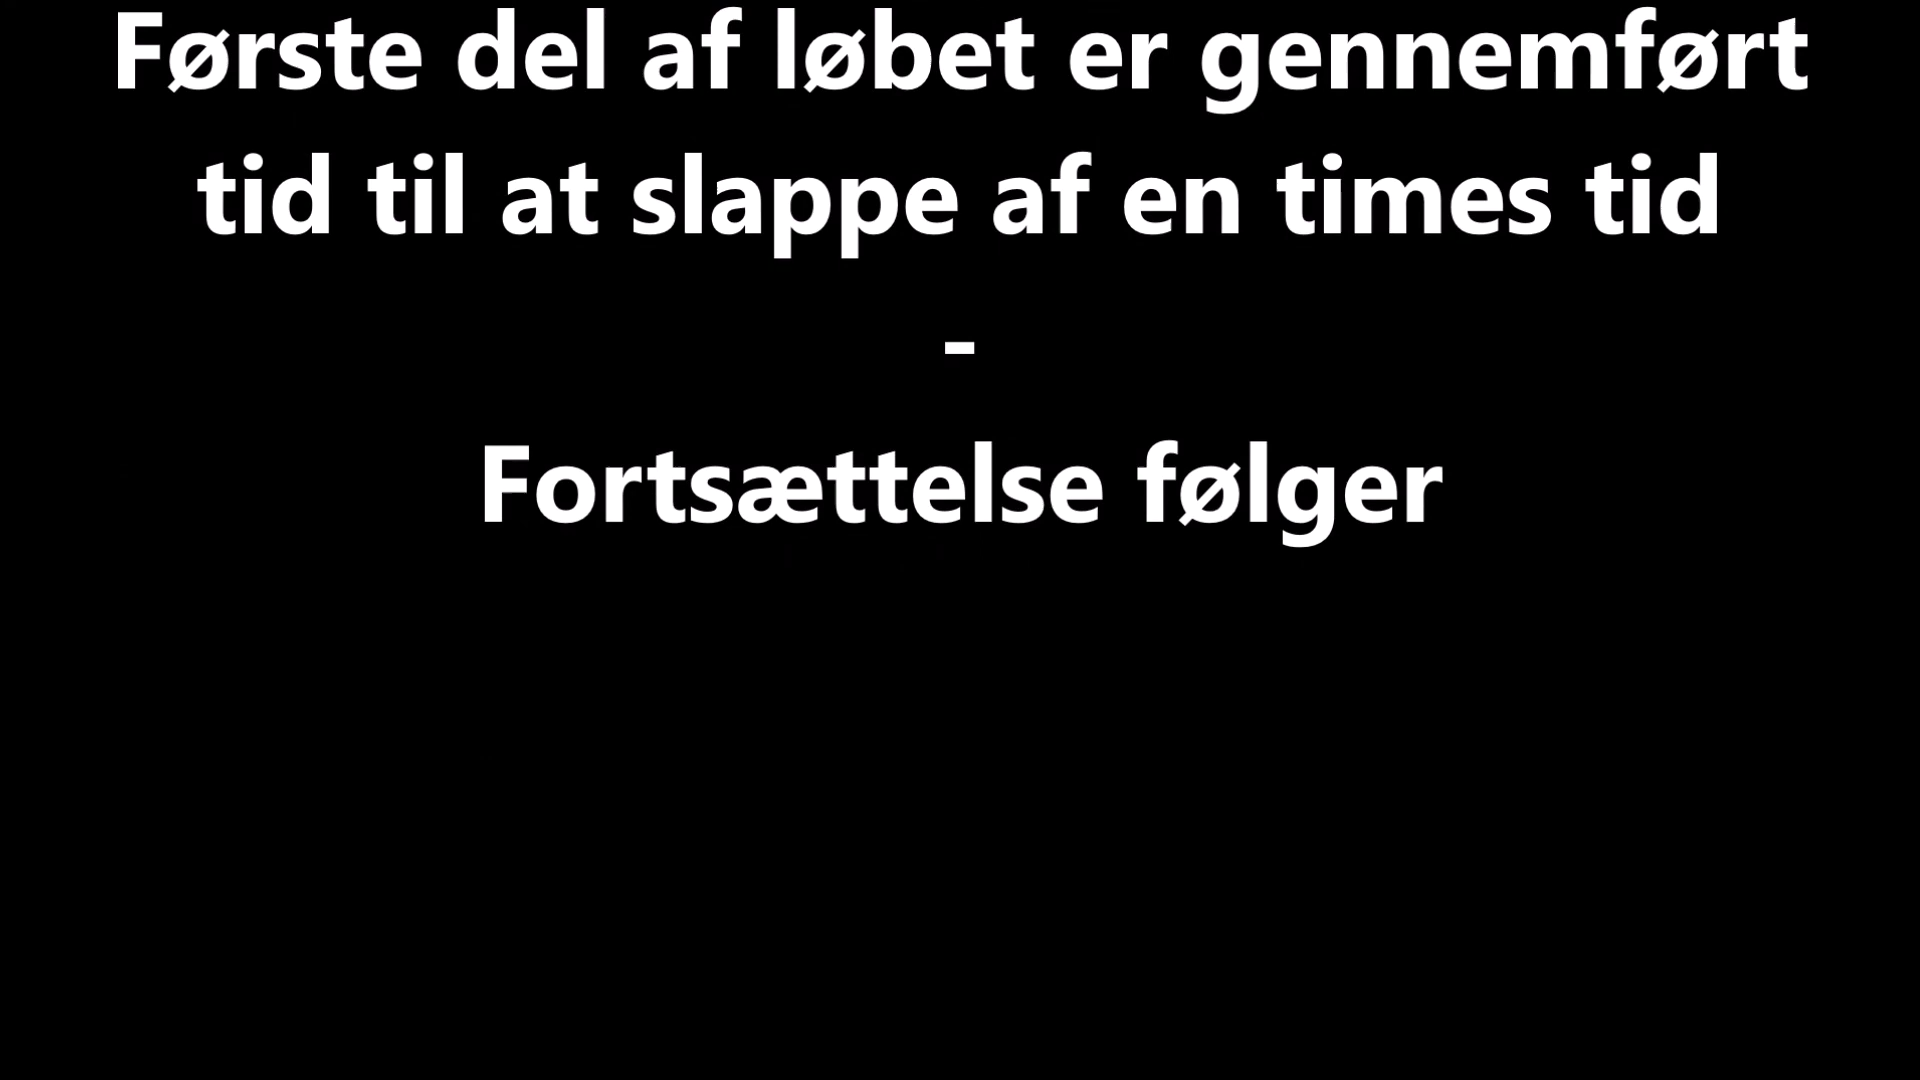 Første del af løbet er gennemført
tid til at slappe af en times tid
-
Fortsættelse følger